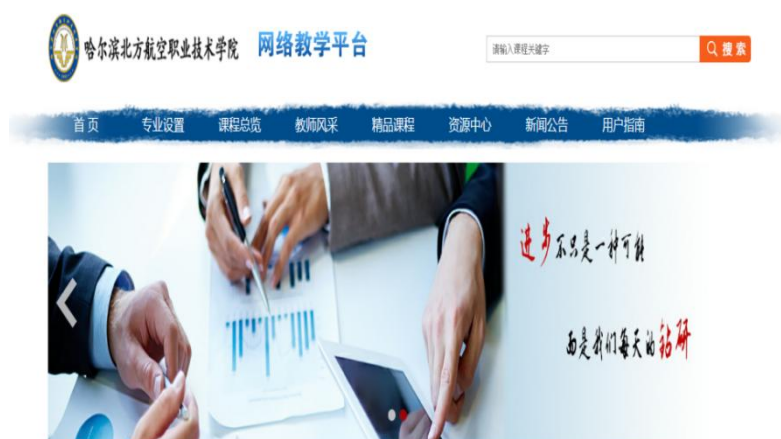 哈尔滨北方航空职业技术学院 网络教学平台
请输入课程关键字 搜索
首页 专业设置 课程总览 教师风采 精品课程 资源中心 新闻公告 用户指南
进步不只是一种可能
而是我们每天的钻研